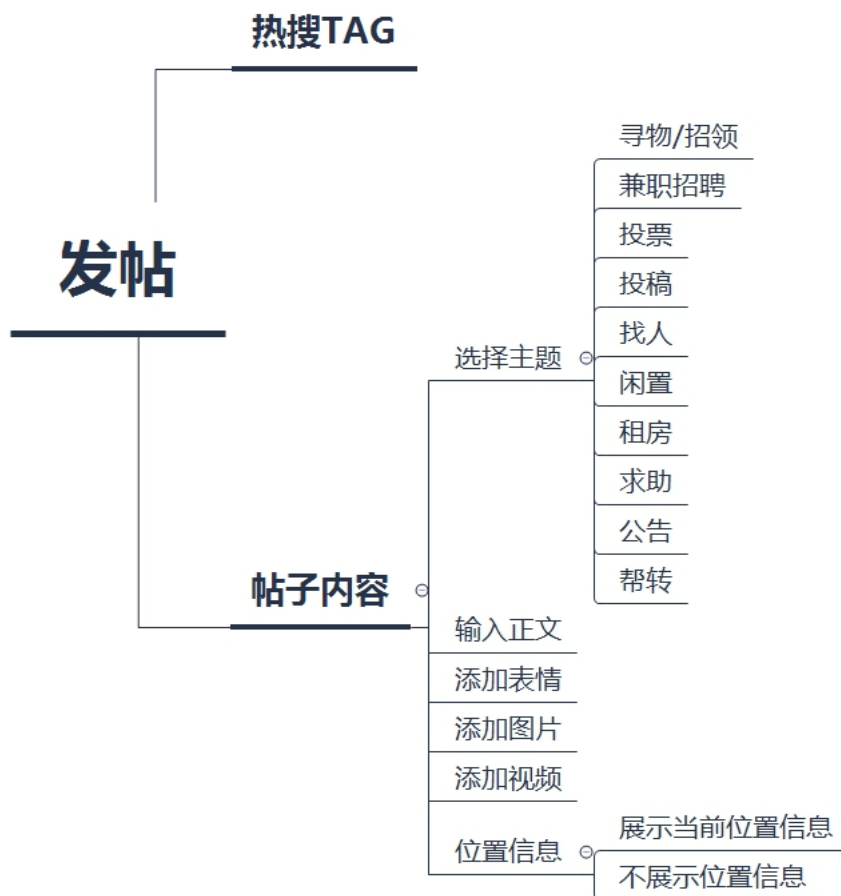 热搜TAG
发帖
寻物/招领
兼职招聘
投票
投稿
找人
选择主题
闲置
租房
求助
公告
帮转
帖子内容
输入正文
添加表情
添加图片
添加视频
位置信息
展示当前位置信息
不展示位置信息